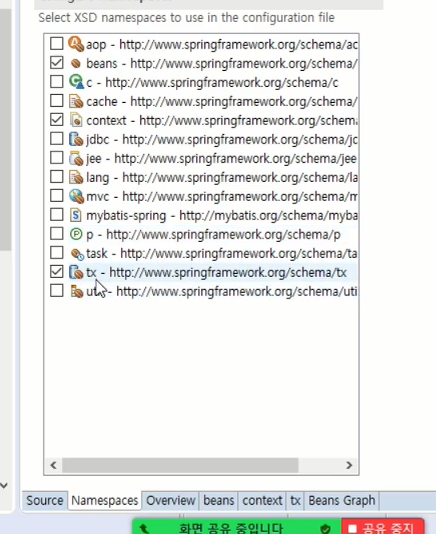 Select XSD namespaces to use in the configuration file
aop - http://www.springframework.org/schema/ac
beans - http://www.springframework.org/schema/
c - http://www.springframework.org/schema/c
cache - http://www.springframework.org/schema/
context - http://www.springframework.org/schema
jdbc - http://www.springframework.org/schema/jc
jee - http://www.springframework.org/schema/jee
lang - http://www.springframework.org/schema/la
mvc - http://www.springframework.org/schema/m
mybatis-spring - http://mybatis.org/schema/myba
p - http://www.springframework.org/schema/p
task - http://www.springframework.org/schema/ta
tx - http://www.springframework.org/schema/tx
- http://www.springframework.org/schema/uti
Source Namespaces Overview beans context tx Beans Graph
화면 공유 중입니다 공유 중지